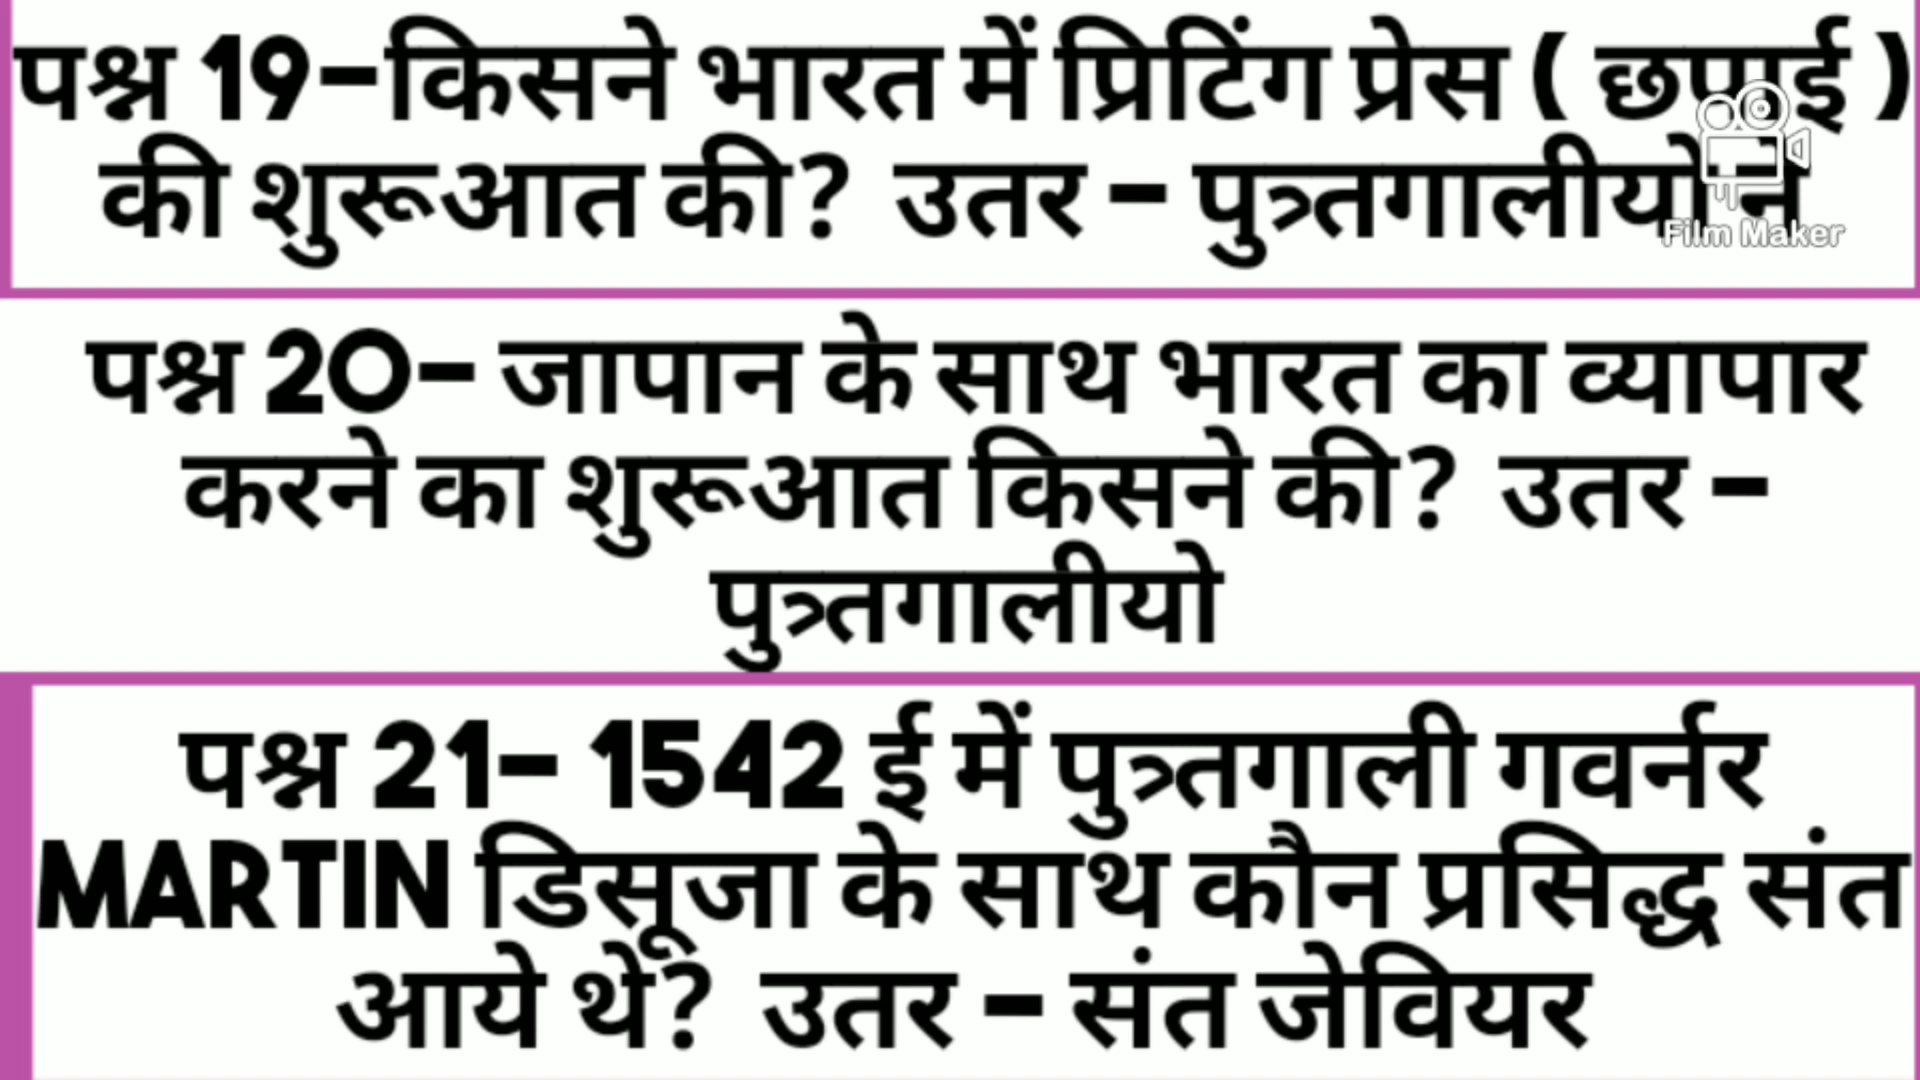 पश्न 19-किसने भारत में प्रिटिंग प्रेस ( छपाई )
की शुरूआत की? उतर - पुत्र्तगालीयो ने
Film Maker
पश्न 20- जापान के साथ भारत का व्यापार
करने का शुरूआत किसने की? उतर -
पुत्र्तगालीयो
पश्न 21- 1542 ई में पुत्र्तगाली गवर्नर
MARTIN डिसूजा के साथ कौन प्रसिद्ध संत
आये थे? उतर - संत जेवियर